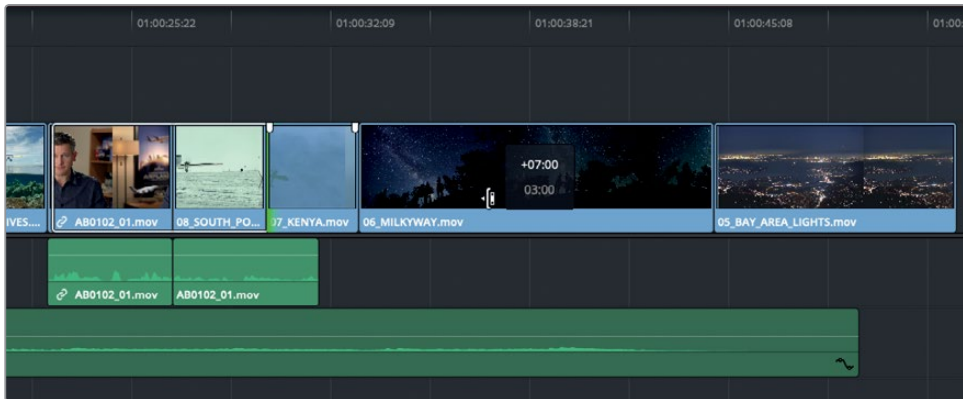 01:00:25:22 01:00:32:09 01:00:38:21 01:00:45:08 01:00:
+07:00
03:00
IVES.... AB0102_01.mov 08_SOUTH_PO... 07_KENYA.mov 06_MILKYWAY.mov 05_BAY_AREA_LIGHTS.mov
AB0102_01.mov AB0102_01.mov